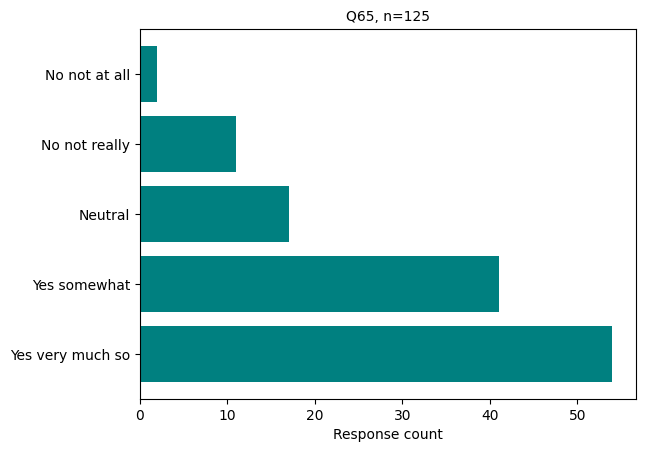 Q65, n=125
No not at all
No not really
Neutral
Yes somewhat
Yes very much so
0 10 20 30 40 50
Response count